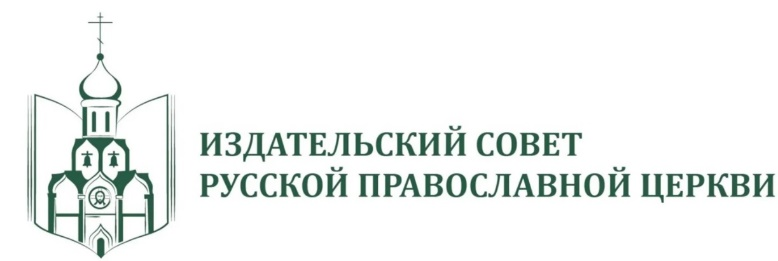 ИЗДАТЕЛЬСКИЙ СОВЕТ
РУССКОЙ ПРАВОСЛАВНОЙ ЦЕРКВИ